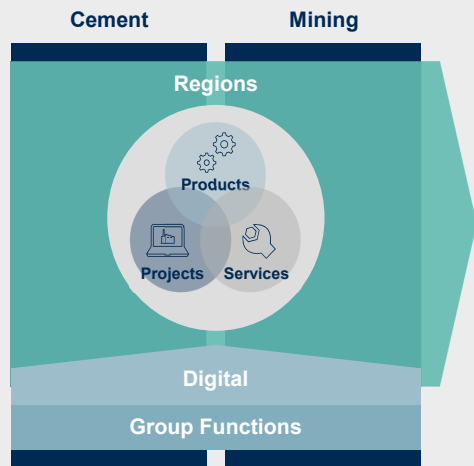 Cement Mining
Regions
Products
Projects Services
Digital
Group Functions